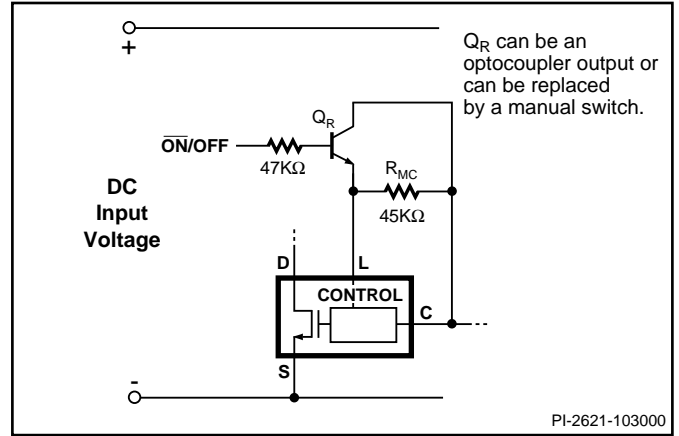 +
Q_R can be an
optocoupler output or
can be replaced
by a manual switch.
Q_R
ON/OFF
47KΩ
R_MC
45KΩ
DC
Input
Voltage
D
L
CONTROL
C
S
-
PI-2621-103000